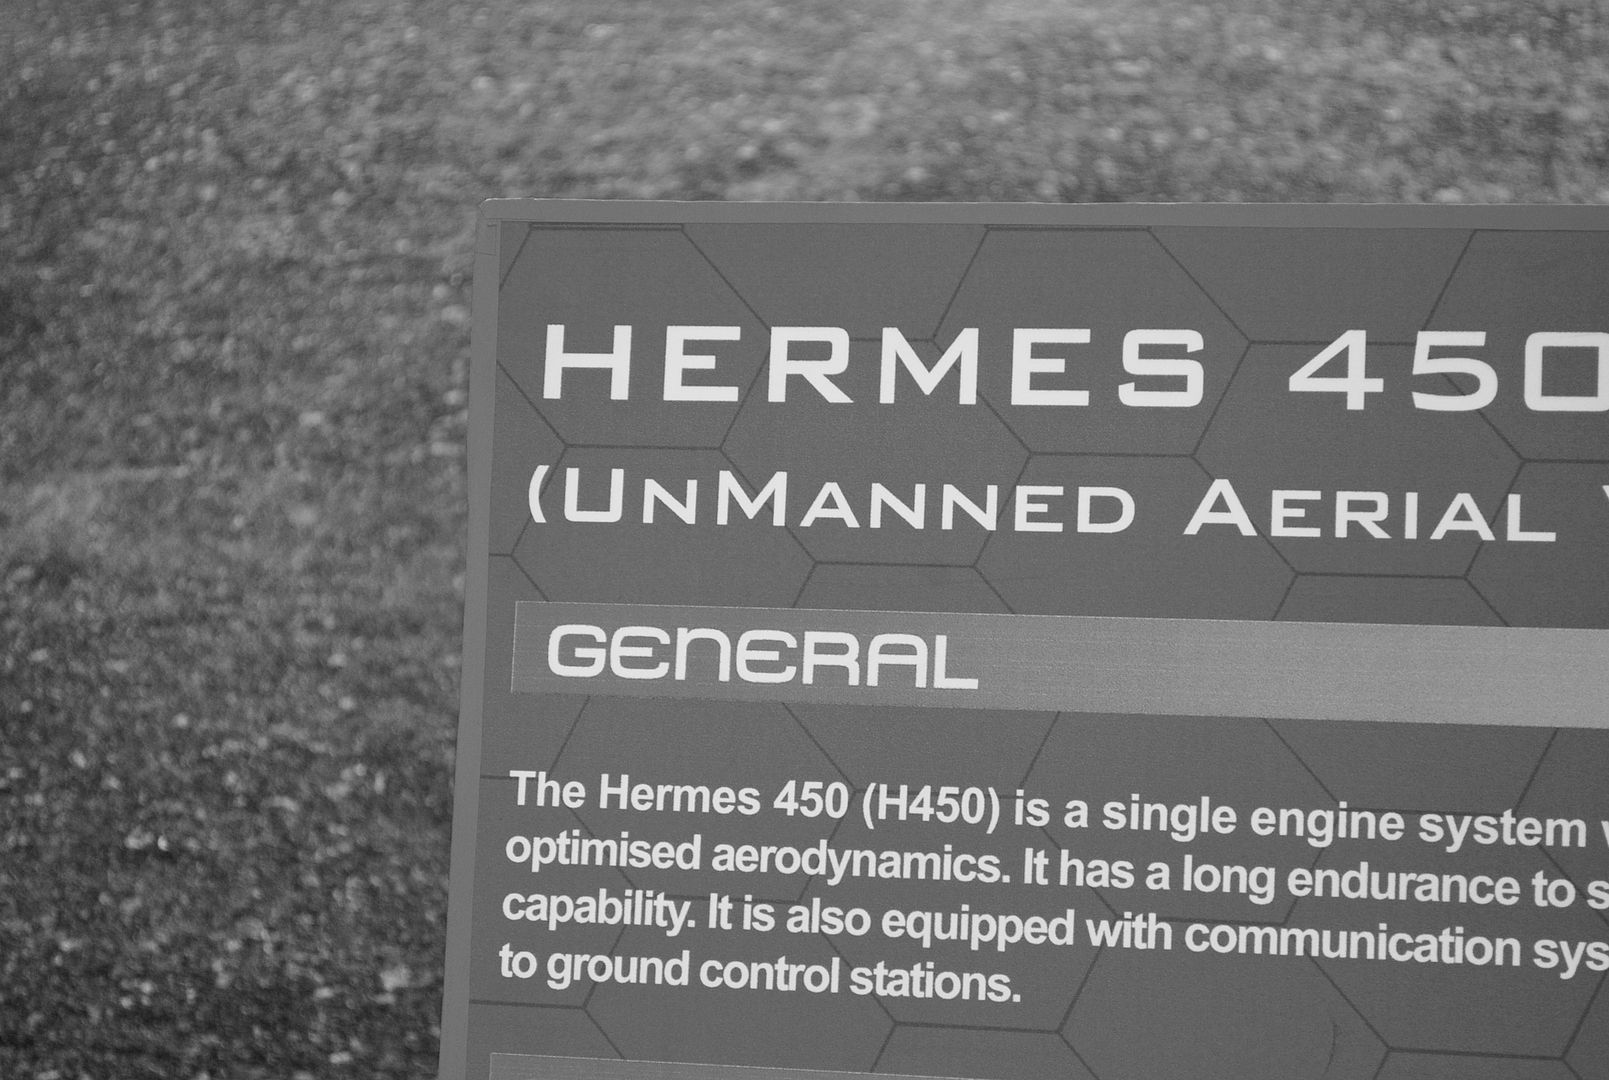 HERMES 450
(UNMANNED AERIAL
GENERAL
The Hermes 450 (H450) is a single engine system
optimised aerodynamics. It has a long endurance to
capability. It is also equipped with communication sys
to ground control stations.